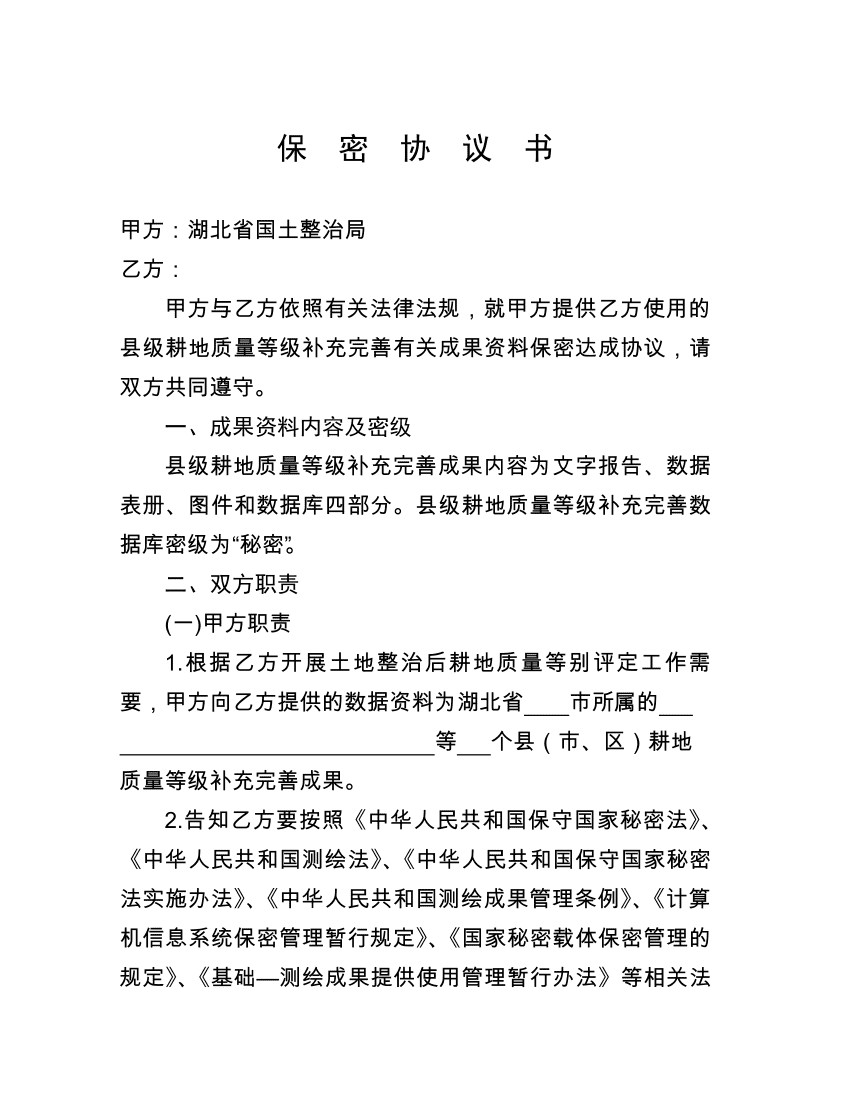 保 密 协 议 书
甲方：湖北省国土整治局
乙方：
甲方与乙方依照有关法律法规，就甲方提供乙方使用的
县级耕地质量等级补充完善有关成果资料保密达成协议，请
双方共同遵守。
一、成果资料内容及密级
县级耕地质量等级补充完善成果内容为文字报告、数据
表册、图件和数据库四部分。县级耕地质量等级补充完善数
据库密级为“秘密”。
二、双方职责
(一)甲方职责
1.根据乙方开展土地整治后耕地质量等别评定工作需
要，甲方向乙方提供的数据资料为湖北省____市所属的___
____________________________等___个县（市、区）耕地
质量等级补充完善成果。
2.告知乙方要按照《中华人民共和国保守国家秘密法》、
《中华人民共和国测绘法》、《中华人民共和国保守国家秘密
法实施办法》、《中华人民共和国测绘成果管理条例》、《计算
机信息系统保密管理暂行规定》、《国家秘密载体保密管理的
规定》、《基础—测绘成果提供使用管理暂行办法》等相关法